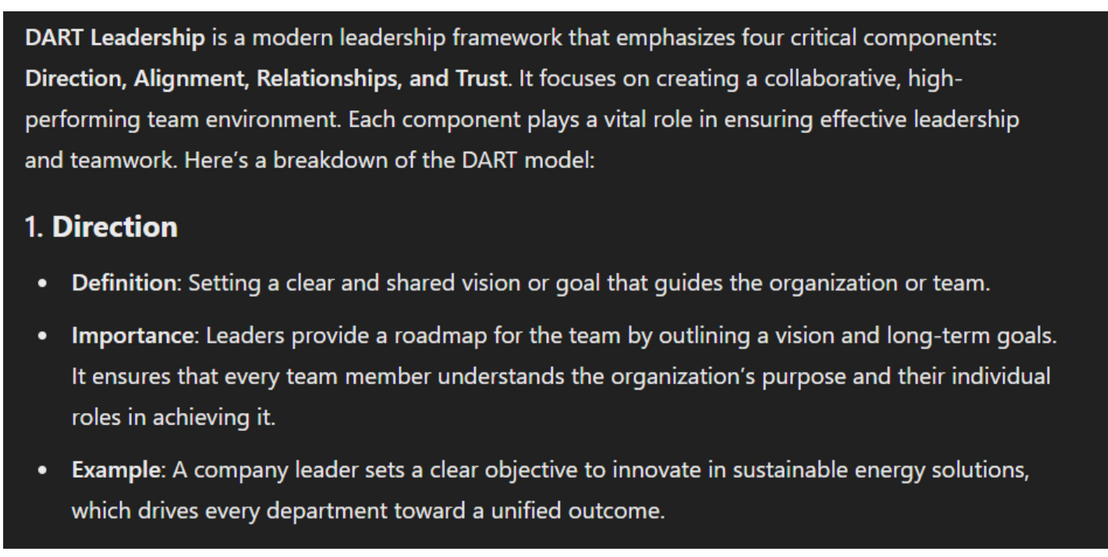 DART Leadership is a modern leadership framework that emphasizes four critical components:
Direction, Alignment, Relationships, and Trust. It focuses on creating a collaborative, high-
performing team environment. Each component plays a vital role in ensuring effective leadership
and teamwork. Here’s a breakdown of the DART model:
1. Direction
• Definition: Setting a clear and shared vision or goal that guides the organization or team.
• Importance: Leaders provide a roadmap for the team by outlining a vision and long-term goals.
It ensures that every team member understands the organization’s purpose and their individual
roles in achieving it.
• Example: A company leader sets a clear objective to innovate in sustainable energy solutions,
which drives every department toward a unified outcome.